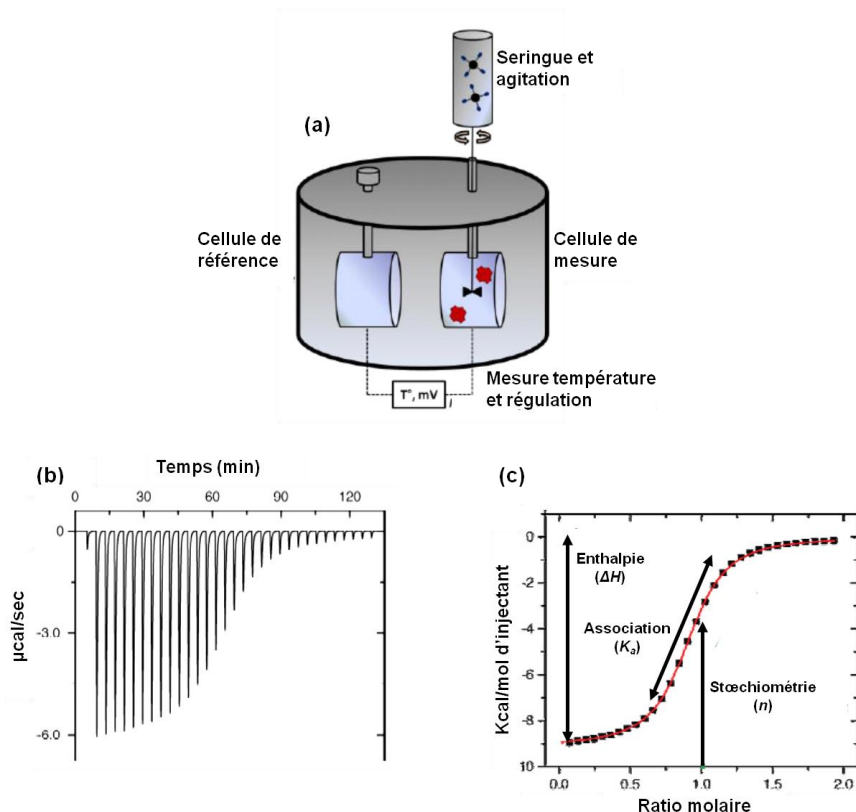 Seringue et
agitation
(a)
Cellule de
référence
Cellule de
mesure
Mesure température
et régulation
T°, mV
(b)
Temps (min)
0 30 60 90 120
0
-3.0
-6.0
µcal/sec
(c)
0
-2
-4
-6
-8
10
Kcal/mol d'injectant
Enthalpie
(ΔH)
Association
(Ka)
Stœchiométrie
(n)
0.0 0.5 1.0 1.5 2.0
Ratio molaire